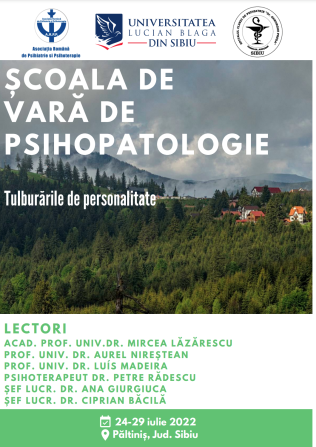 Asociația Română
de Psihiatrie și Psihoterapie
UNIVERSITATEA
LUCIAN BLAGA
DIN SIBIU
SIBIU
ȘCOALA DE
VARĂ DE
PSIHOPATOLOGIE
Tulburările de personalitate
LECTORI
ACAD. PROF. UNIV.DR. MIRCEA LĂZĂRESCU
PROF. UNIV. DR. AUREL NIREȘTEAN
PROF. UNIV. DR. LUÍS MADEIRA
PSIHOTERAPEUT DR. PETRE RĂDESCU
ȘEF LUCR. DR. ANA GIURGIUCA
ȘEF LUCR. DR. CIPRIAN BĂCILĂ
24-29 iulie 2022
Păltiniș, Jud. Sibiu